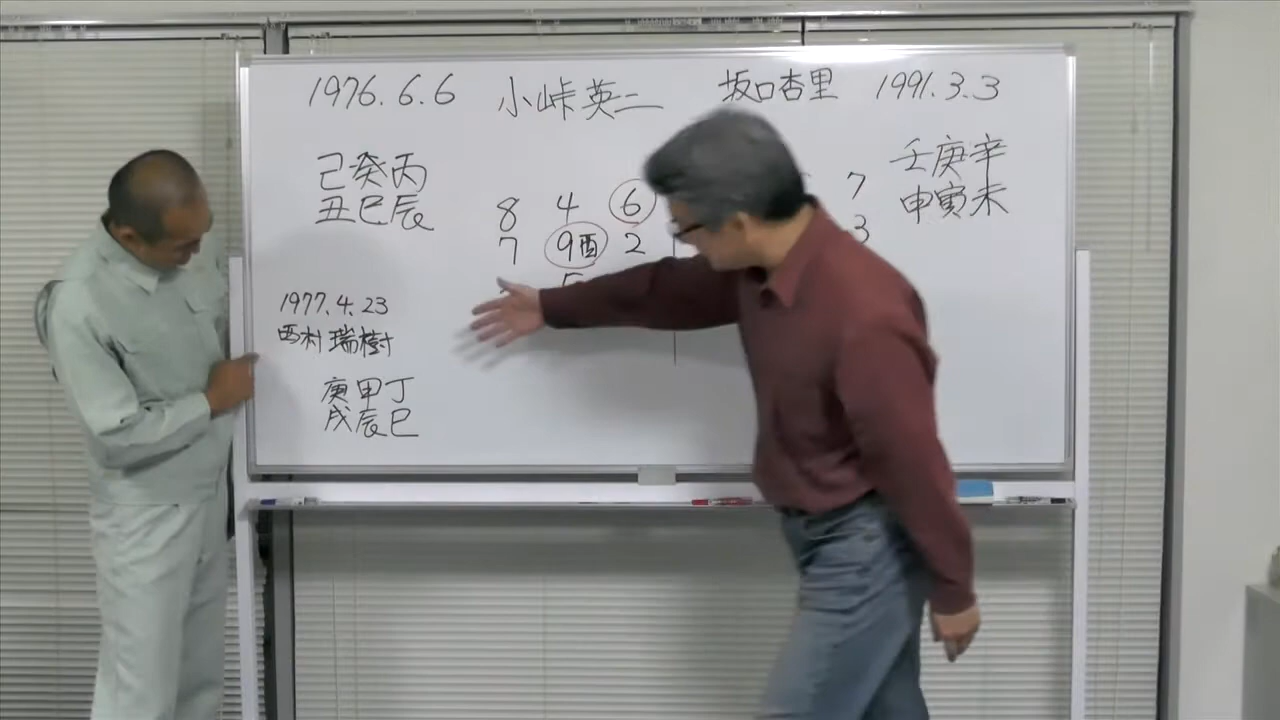 1976.6.6 小峠英二 坂口杏里 1991.3.3
己癸丙
丑巳辰
8 4 6
7 9酉 2
5
7
3
壬庚辛
申寅未
1977.4.23
西村瑞樹
庚甲丁
戌辰巳